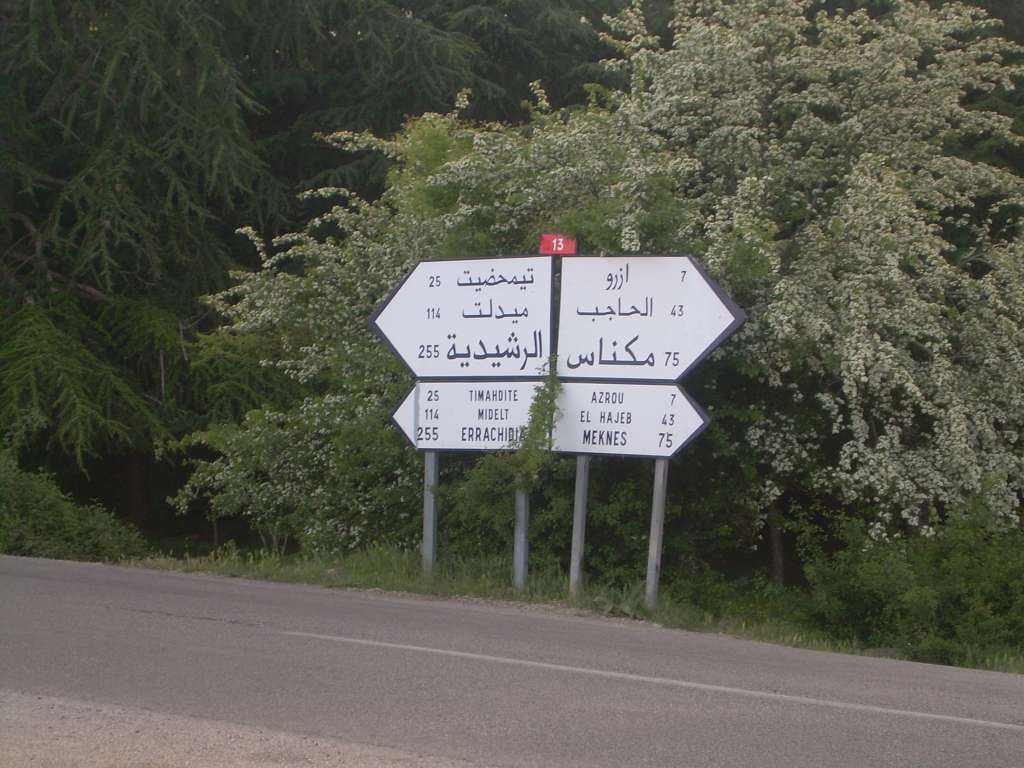 13
تيمحضيت 25
ميدلت 114
الرشيدية 255
ازرو 7
الحاجب 43
مكناس 75
25 TIMAHDITE
114 MIDELT
255 ERRACHIDIA
AZROU 7
EL HAJEB 43
MEKNES 75